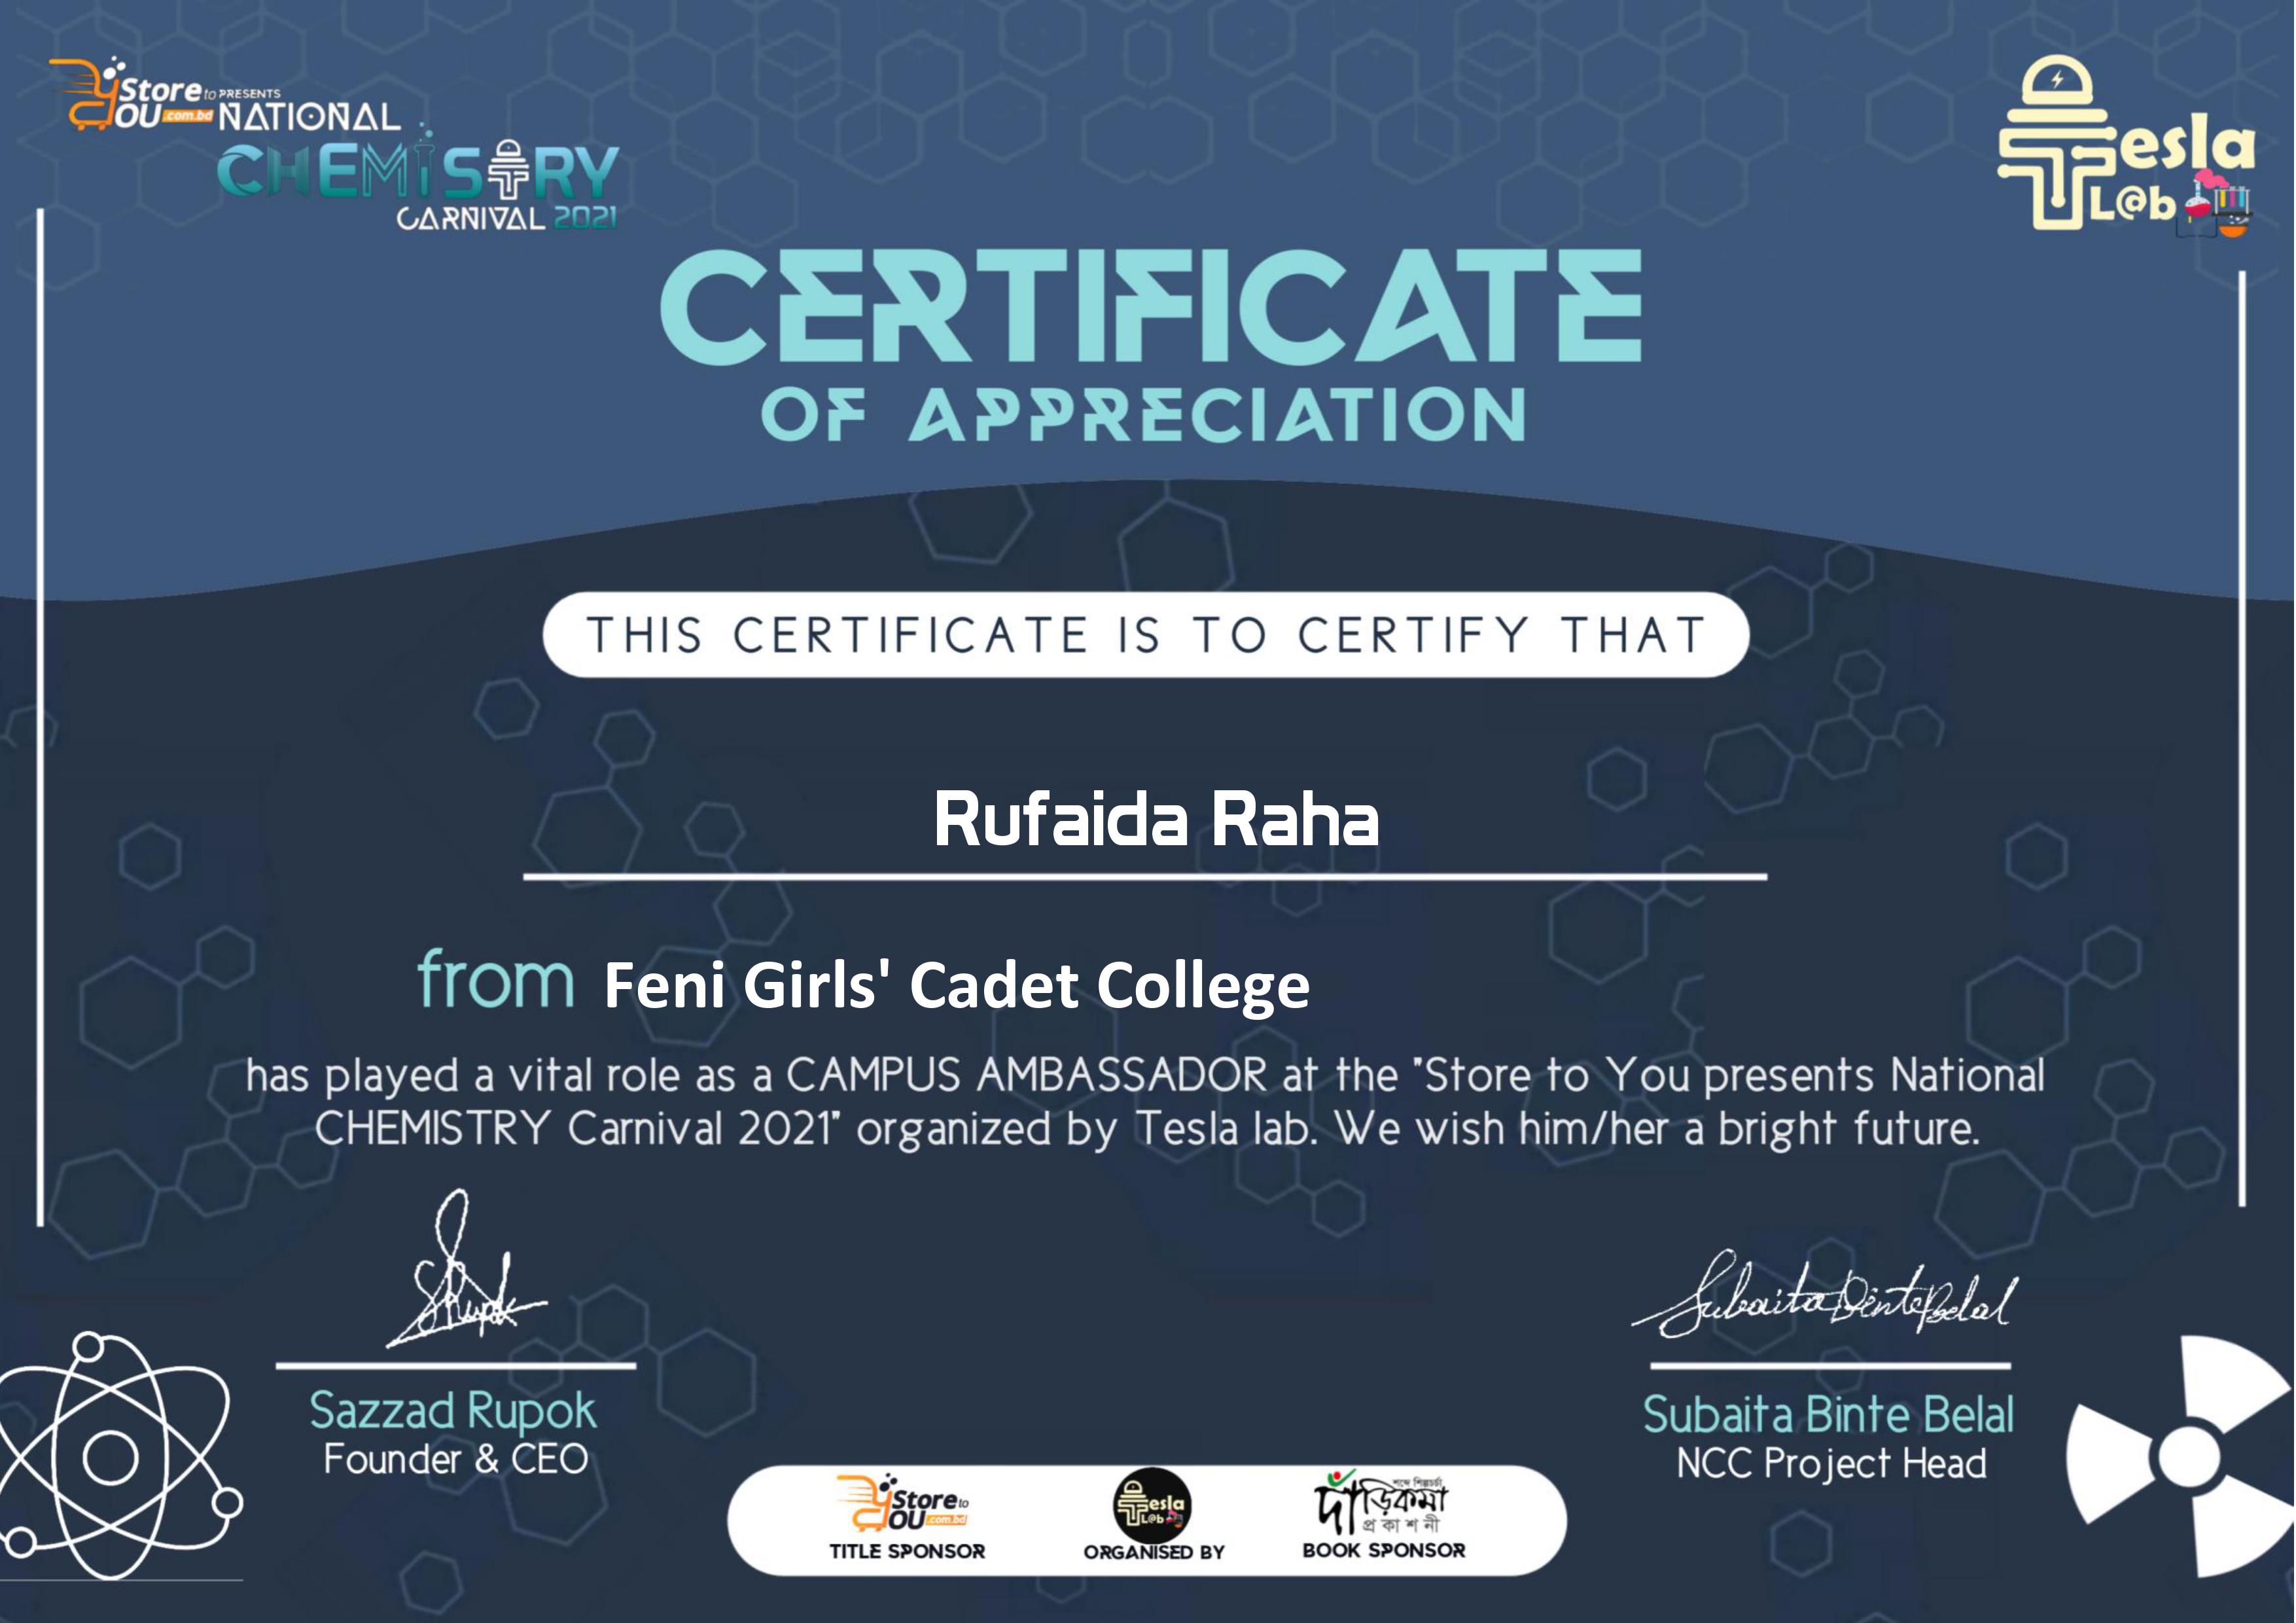 Store to PRESENTS
YOU .com.bd NATIONAL
CHEMISTRY
CARNIVAL 2021
Tesla
L@b
CERTIFICATE
OF APPRECIATION
THIS CERTIFICATE IS TO CERTIFY THAT
Rufaida Raha
from Feni Girls' Cadet College
has played a vital role as a CAMPUS AMBASSADOR at the "Store to You presents National
CHEMISTRY Carnival 2021" organized by Tesla lab. We wish him/her a bright future.
Subaita Binte Belal
Sazzad Rupok
Founder & CEO
Subaita Binte Belal
NCC Project Head
Store to
YOU .com.bd
TITLE SPONSOR
Tesla
L@b
ORGANISED BY
শব্দে শিল্পচর্চা
দাঁড়িকমা
প্রকাশনী
BOOK SPONSOR